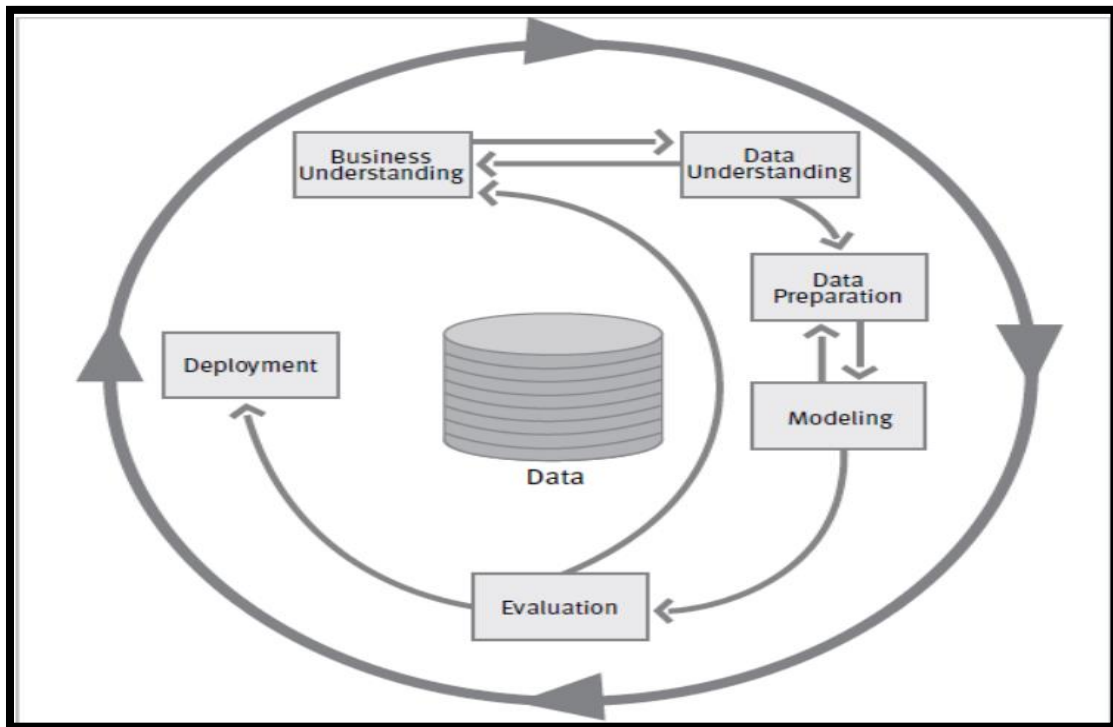 Business
Understanding
Data
Understanding
Data
Preparation
Modeling
Evaluation
Deployment
Data